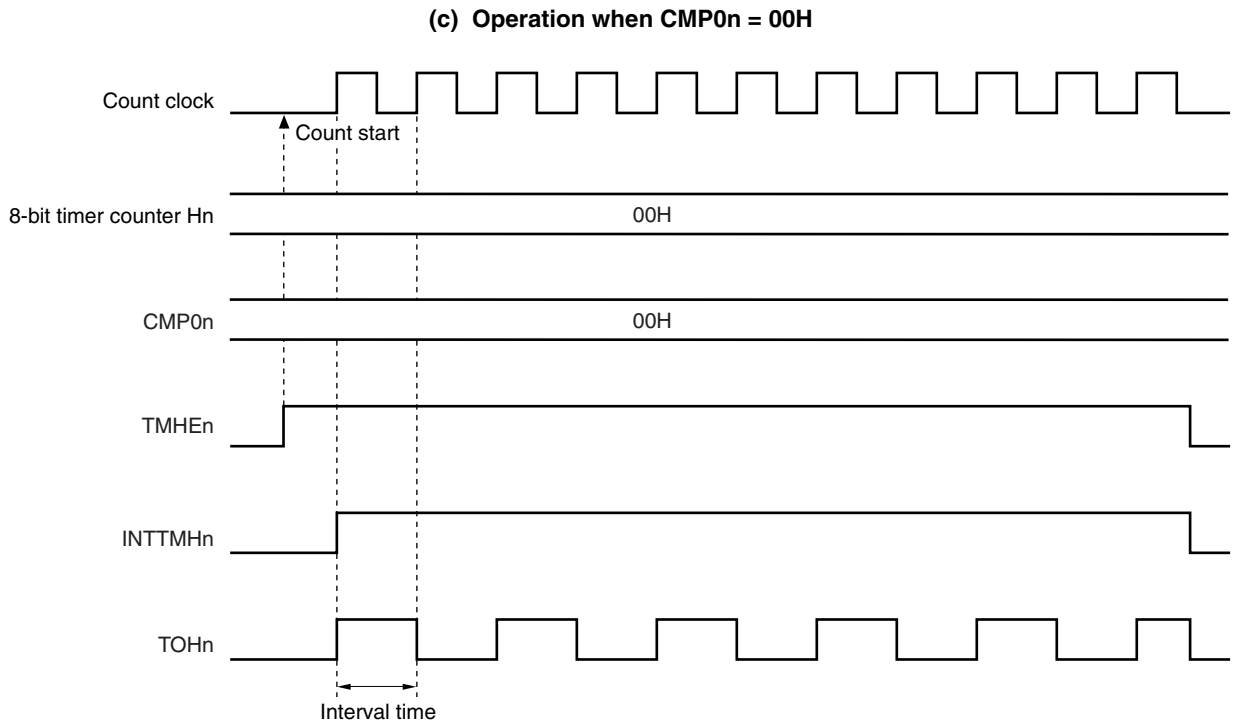 (c) Operation when CMP0n = 00H
Count clock
Count start
8-bit timer counter Hn
00H
CMP0n
00H
TMHEn
INTTMHn
TOHn
Interval time